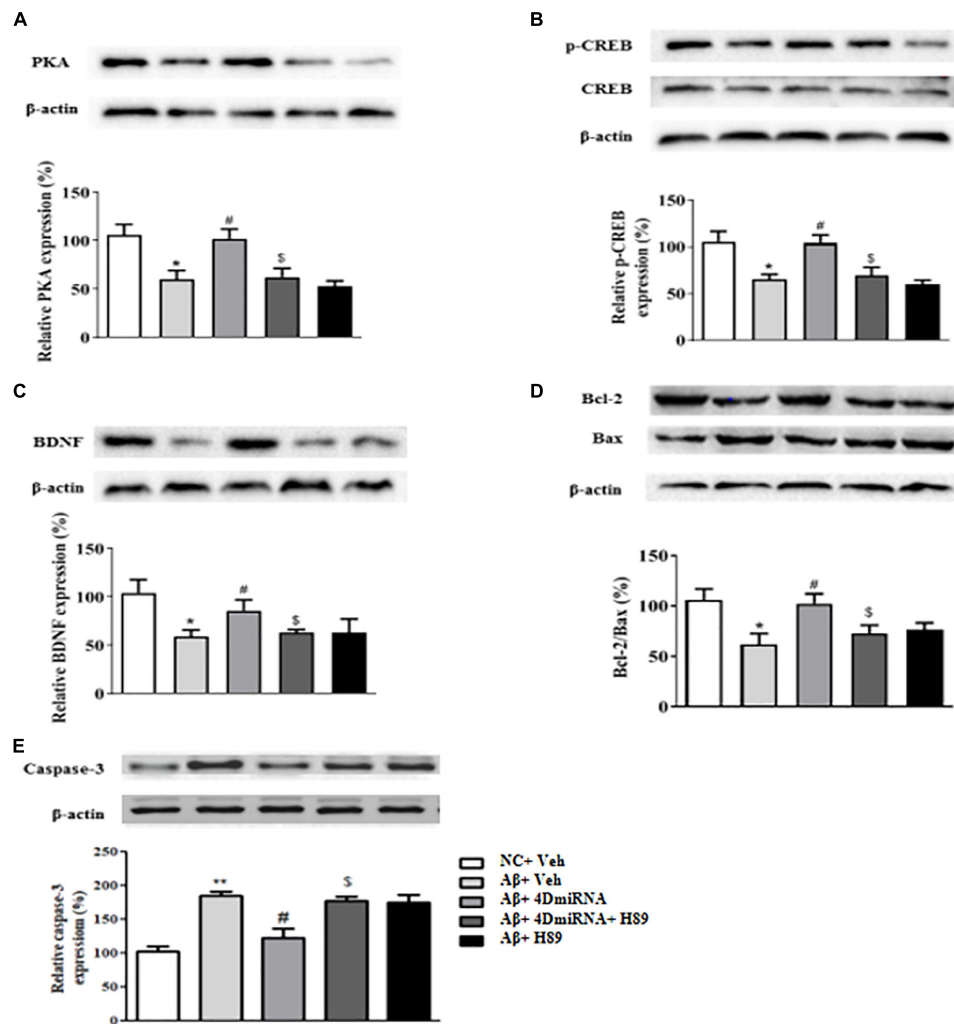 A
PKA
β-actin
Relative PKA expression (%)
150
100
50
0
*
#
$
B
p-CREB
CREB
β-actin
Relative p-CREB
expression (%)
150
100
50
0
*
#
$
C
BDNF
β-actin
Relative BDNF expression (%)
150
100
50
0
*
#
$
D
Bcl-2
Bax
β-actin
Bcl-2/Bax (%)
150
100
50
0
*
#
$
E
Caspase-3
β-actin
Relative caspase-3
expressiom (%)
250
200
150
100
50
0
**
#
$
NC+ Veh
Aβ+ Veh
Aβ+ 4DmiRNA
Aβ+ 4DmiRNA+ H89
Aβ+ H89